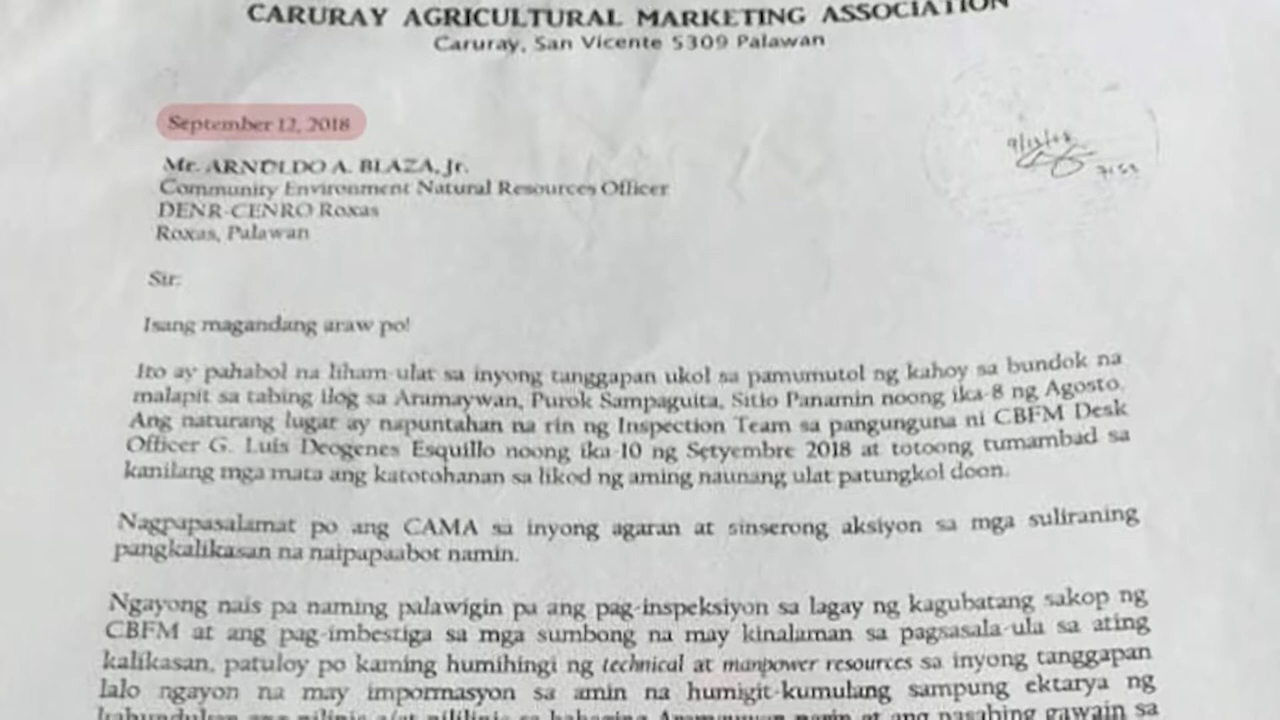 CARURAY AGRICULTURAL MARKETING ASSOCIATION
Caruray, San Vicente 5309 Palawan
September 12, 2018
Mr. ARNOLDO A. BLAZA, Jr.
Community Environment Natural Resources Officer
DENR-CENRO Roxas
Roxas, Palawan
Sir:
Isang magandang araw po!
Ito ay pahabol na liham-ulat sa inyong tanggapan ukol sa pamumutol ng kahoy sa bundok na
malapit sa tabing ilog sa Aramaywan, Purok Sampaguita, Sitio Panamin noong ika-8 ng Agosto.
Ang naturang lugar ay napuntahan na rin ng Inspection Team sa pangunguna ni CBFM Desk
Officer G. Luis Deogenes Esquillo noong ika-10 ng Setyembre 2018 at totoong tumambad sa
kanilang mga mata ang katotohanan sa likod ng aming naunang ulat patungkol doon.
Nagpapasalamat po ang CAMA sa inyong agaran at sinserong aksiyon sa mga suliraning
pangkalikasan na naipapaabot namin.
Ngayong nais pa naming palawigin pa ang pag-inspeksiyon sa lagay ng kagubatang sakop ng
CBFM at ang pag-imbestiga sa mga sumbong na may kinalaman sa pagsasala-ula sa ating
kalikasan, patuloy po kaming humihingi ng technical at manpower resources sa inyong tanggapan
lalo ngayon na may impormasyon sa amin na humigit-kumulang sampung ektarya ng